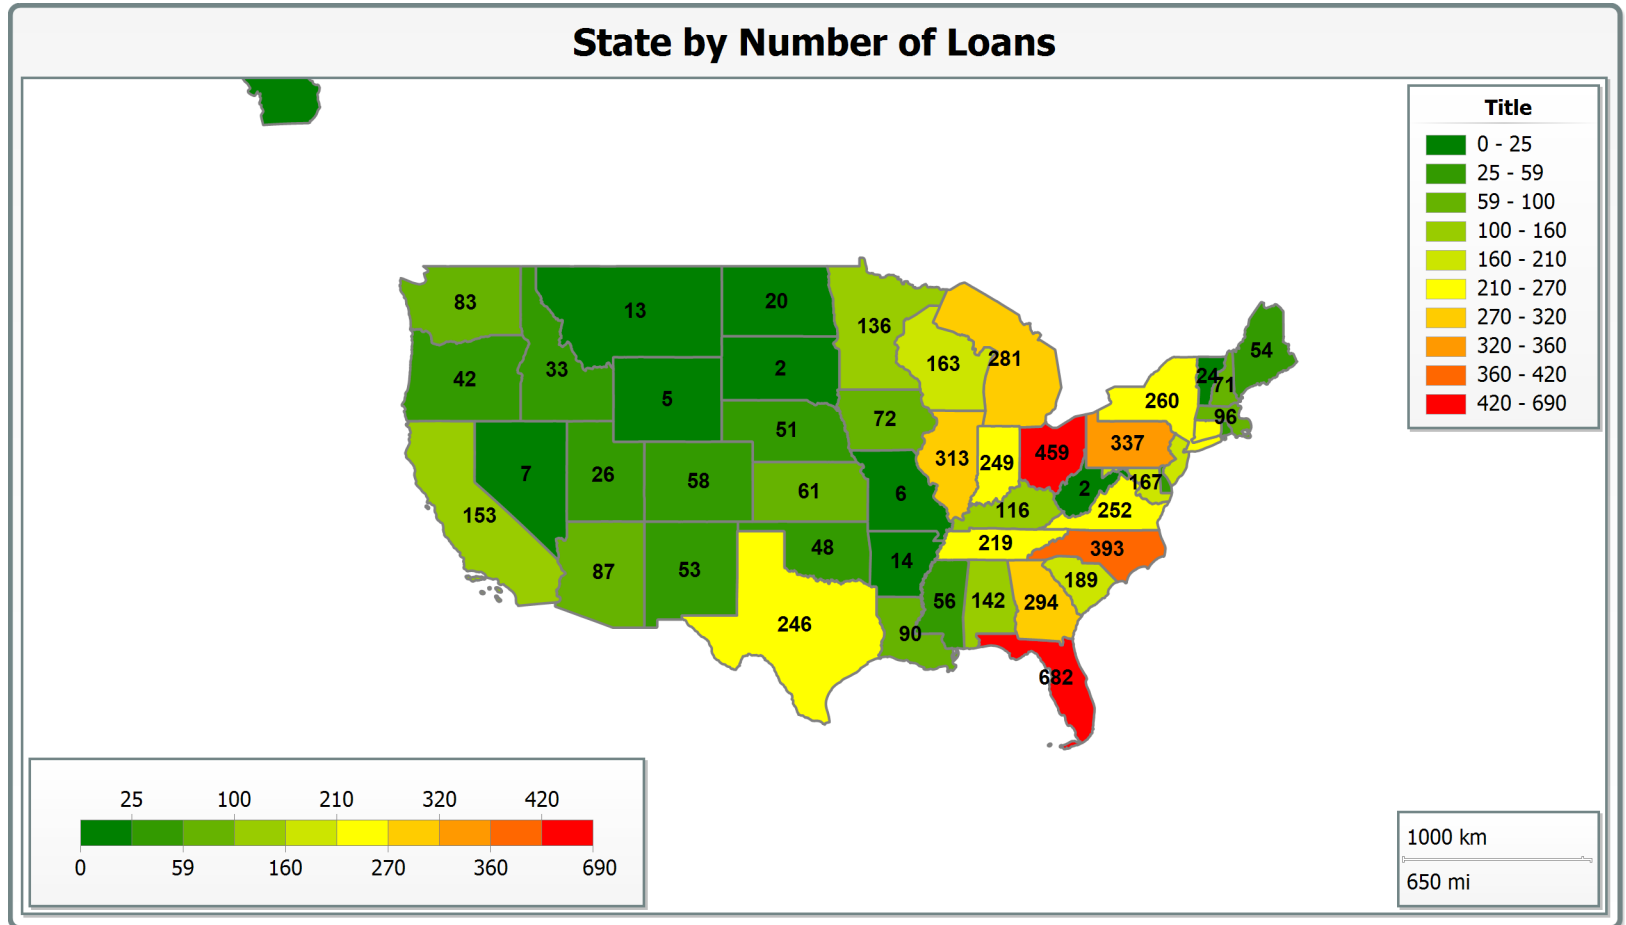 State by Number of Loans
Title
0 - 25
25 - 59
59 - 100
100 - 160
160 - 210
210 - 270
270 - 320
320 - 360
360 - 420
420 - 690
83
13
20
136
163
281
54
42
33
2
24
71
5
260
96
72
51
313
249
459
337
7
26
58
61
6
2
167
153
116
252
87
53
48
14
219
393
56
142
294
189
246
90
682
25 100 210 320 420
0 59 160 270 360 690
1000 km
650 mi